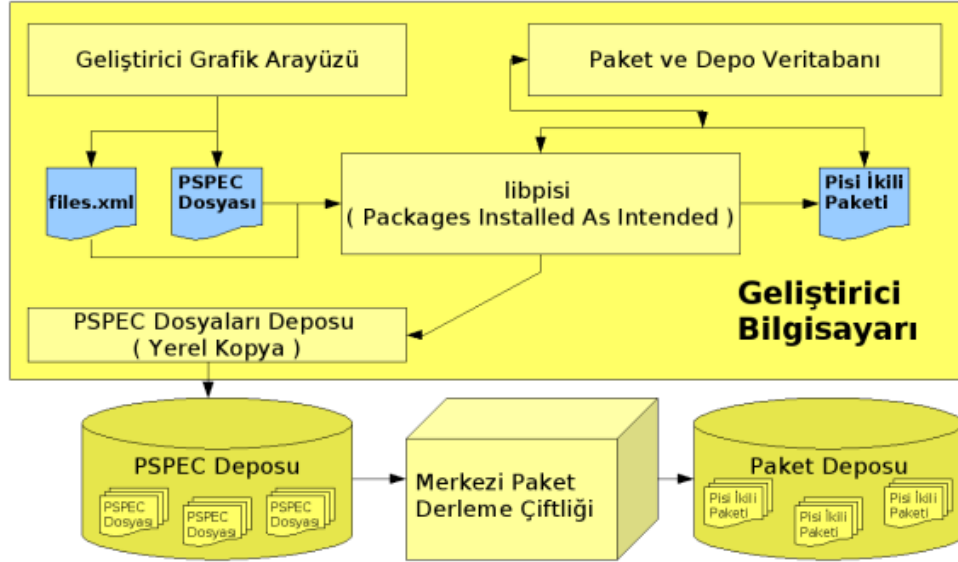 Geliştirici Grafik Arayüzü
Paket ve Depo Veritabanı
files.xml
PSPEC
Dosyası
libpisi
( Packages Installed As Intended )
Pisi İkili
Paketi
Geliştirici
Bilgisayarı
PSPEC Dosyaları Deposu
( Yerel Kopya )
PSPEC Deposu
PSPEC
Dosyası
PSPEC
Dosyası
PSPEC
Dosyası
Merkezi Paket
Derleme Çiftliği
Paket Deposu
Pisi İkili
Paketi
Pisi İkili
Paketi
Pisi İkili
Paketi